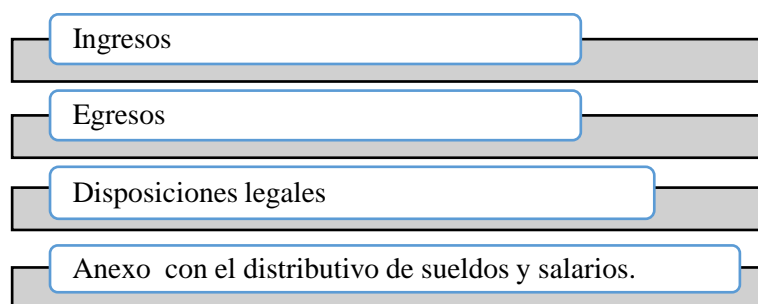 Ingresos
Egresos
Disposiciones legales
Anexo  con el distributivo de sueldos y salarios.